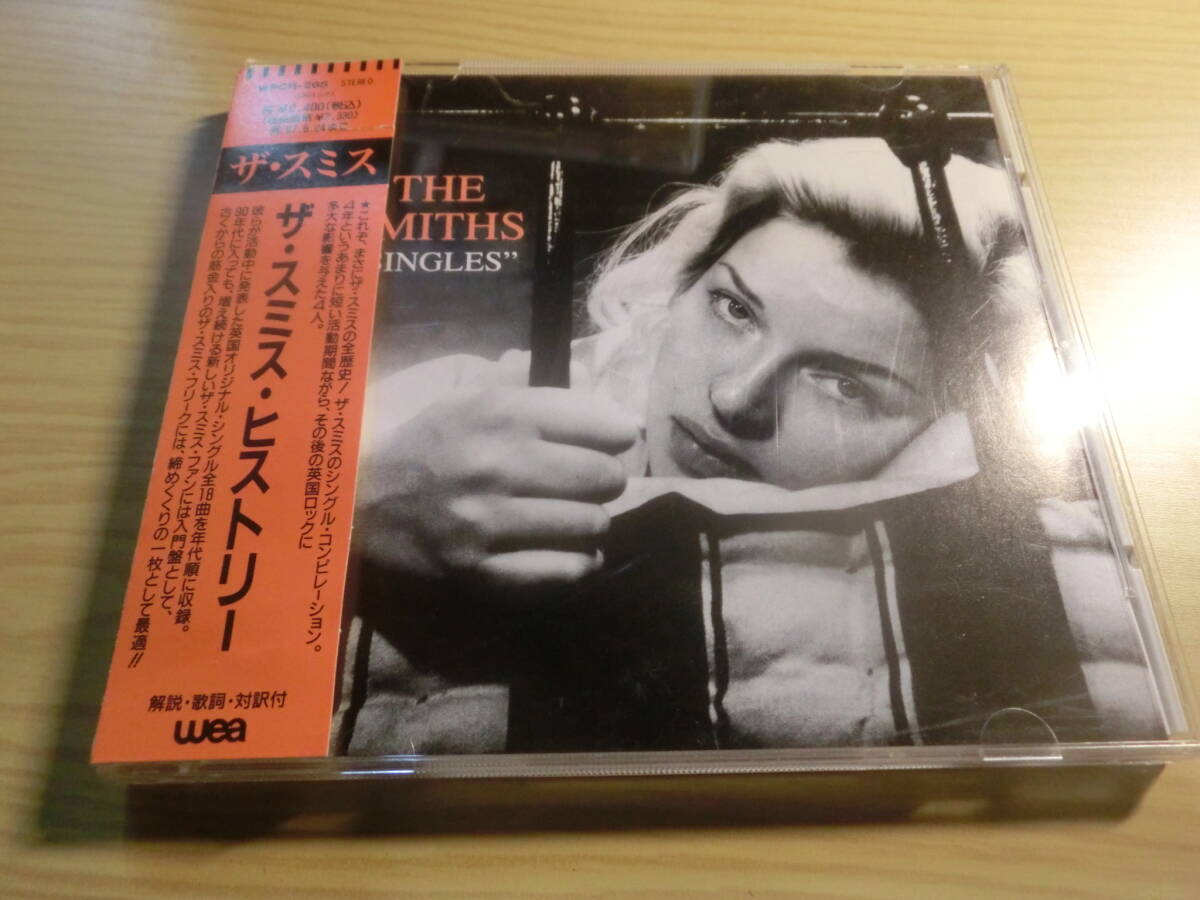 STEREO
ザ・スミス
ザ・スミス・ヒストリー
★これぞ、まさにザ・スミスの全歴史! ザ・スミスのシングル・コンピレーション。
4年というあまりに短い活動期間ながら、その後の英国ロックに
多大な影響を与えた4人。
彼らが活動中に発表した英国オリジナル・シングル全18曲を年代順に収録。
90年代に入っても、増え続ける新しいザ・スミス・ファンには入門盤として、
古くからの筋金入りのザ・スミス・フリークには、締めくくりの一枚として最適!!
解説・歌詞・対訳付
wea
THE
MITHS
INGLES”